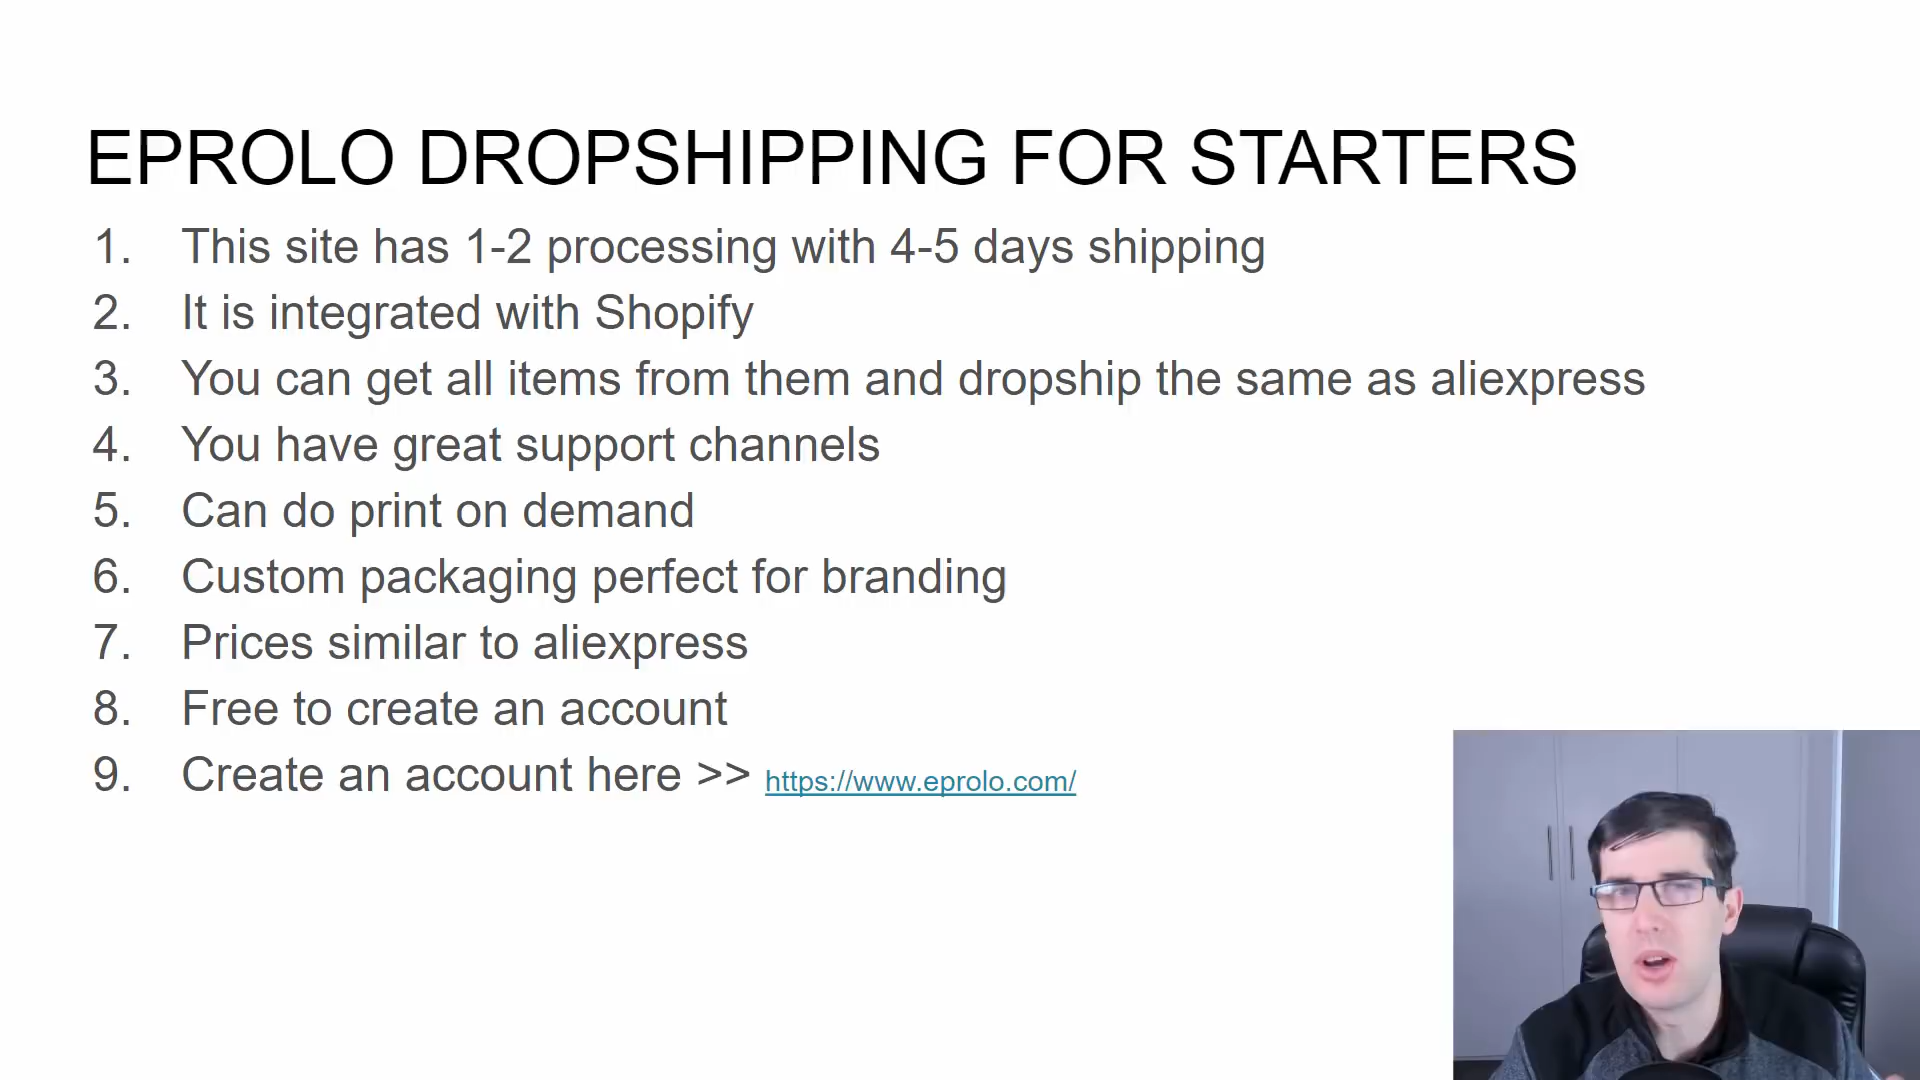 EPROLO DROPSHIPPING FOR STARTERS
1. This site has 1-2 processing with 4-5 days shipping
2. It is integrated with Shopify
3. You can get all items from them and dropship the same as aliexpress
4. You have great support channels
5. Can do print on demand
6. Custom packaging perfect for branding
7. Prices similar to aliexpress
8. Free to create an account
9. Create an account here >> https://www.eprolo.com/